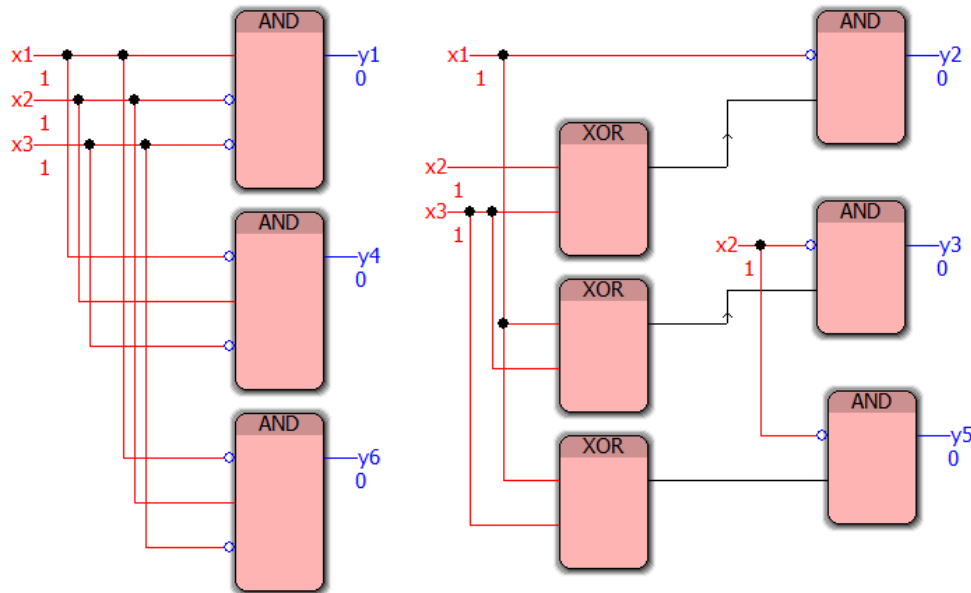 AND
x1
1
x2
1
x3
1
y1
0
AND
y4
0
AND
y6
0
x1
1
AND
y2
0
XOR
x2
1
x3
1
AND
x2
1
y3
0
XOR
AND
y5
0
XOR